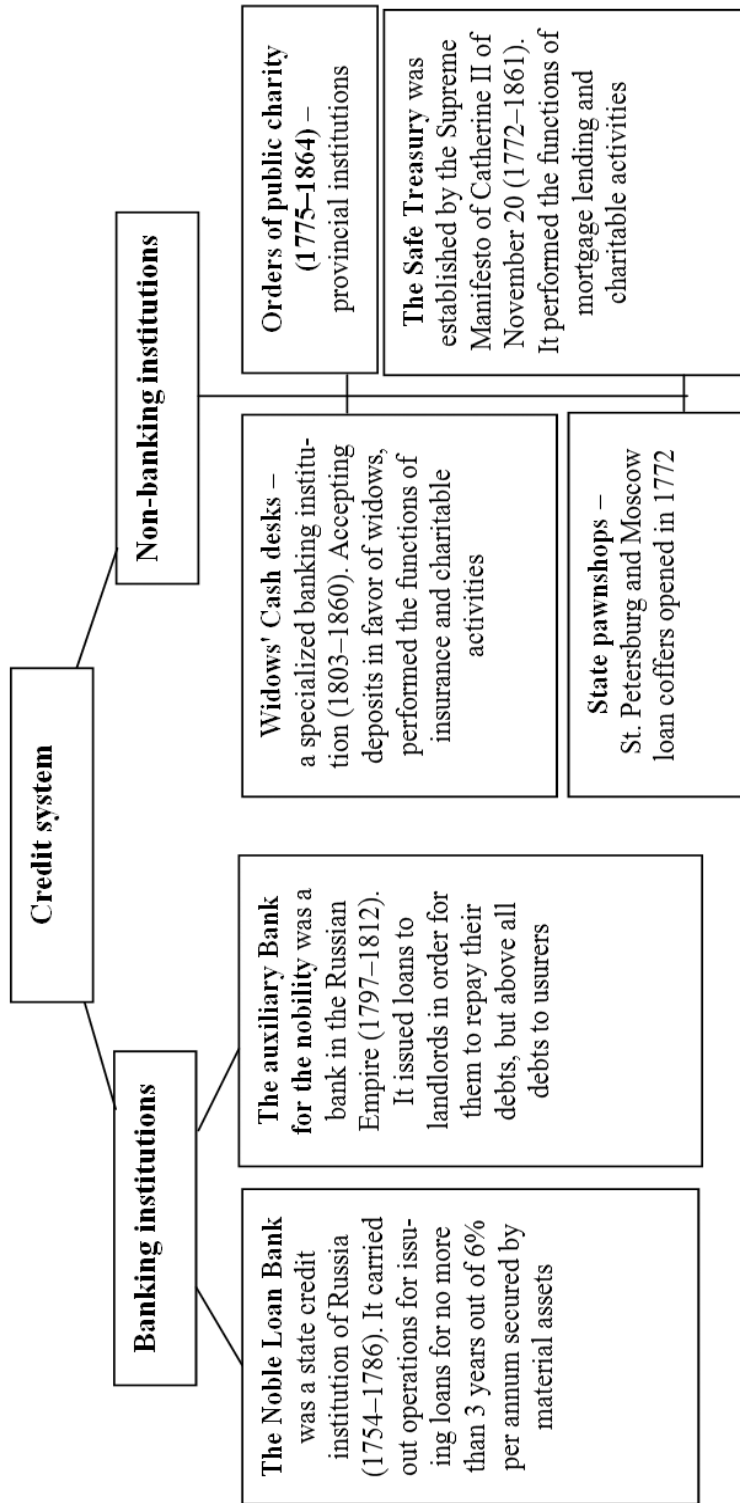 Credit system
Banking institutions
Non-banking institutions
The Noble Loan Bank
was a state credit
institution of Russia
(1754–1786). It carried
out operations for issu-
ing loans for no more
than 3 years out of 6%
per annum secured by
material assets
The auxiliary Bank
for the nobility was a
bank in the Russian
Empire (1797–1812).
It issued loans to
landlords in order for
them to repay their
debts, but above all
debts to usurers
Widows' Cash desks –
a specialized banking institu-
tion (1803–1860). Accepting
deposits in favor of widows,
performed the functions of
insurance and charitable
activities
Orders of public charity
(1775–1864) –
provincial institutions
State pawnshops –
St. Petersburg and Moscow
loan coffers opened in 1772
The Safe Treasury was
established by the Supreme
Manifesto of Catherine II of
November 20 (1772–1861).
It performed the functions of
mortgage lending and
charitable activities